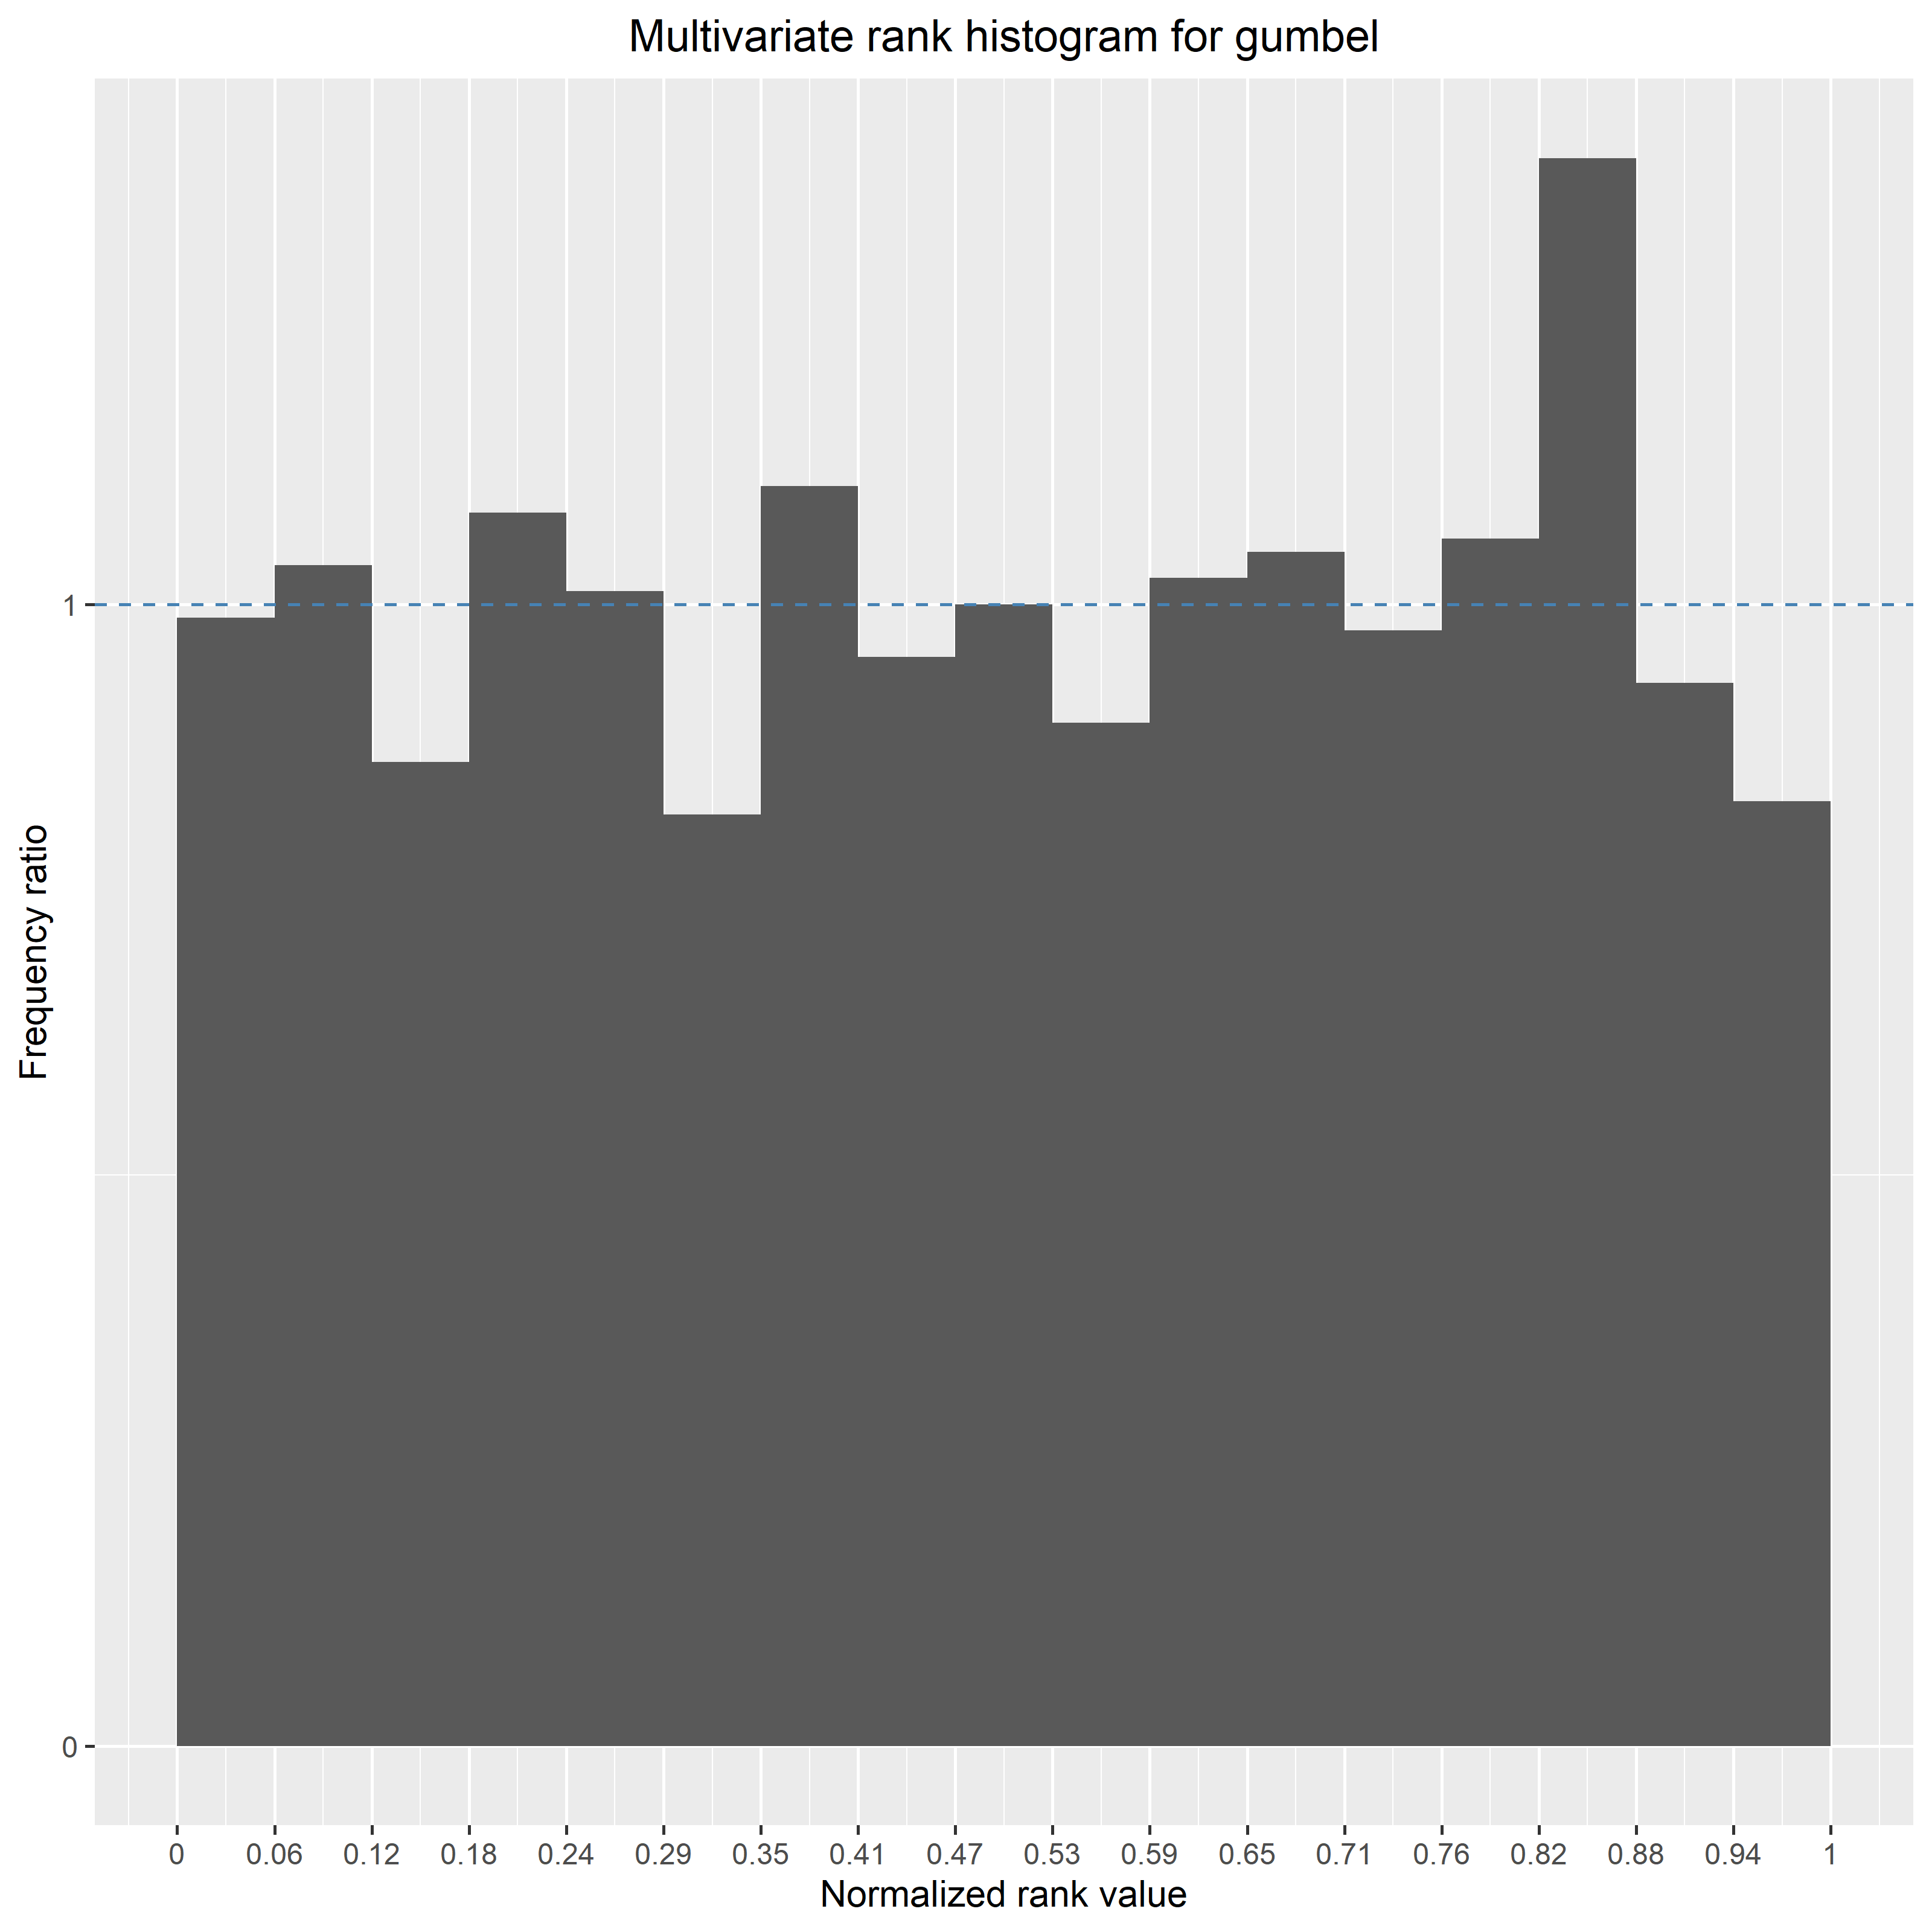 Multivariate rank histogram for gumbel
Frequency ratio
1
0
0 0.06 0.12 0.18 0.24 0.29 0.35 0.41 0.47 0.53 0.59 0.65 0.71 0.76 0.82 0.88 0.94 1
Normalized rank value